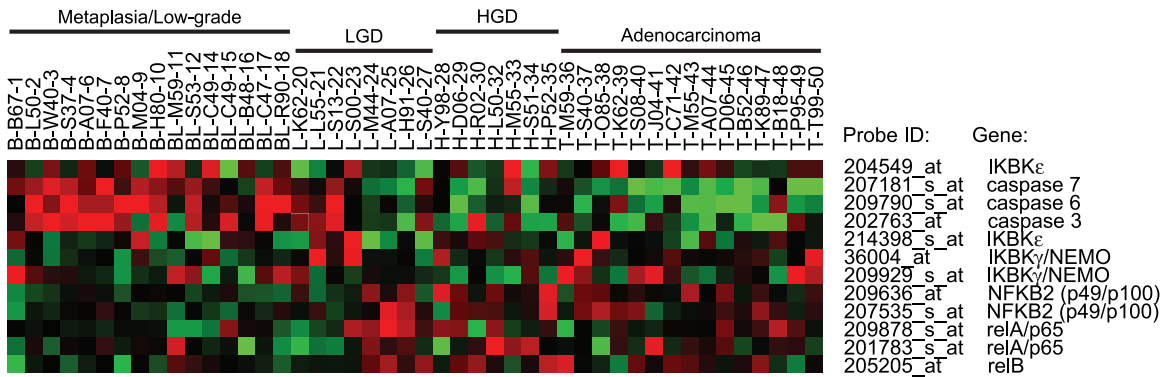 Metaplasia/Low-grade
HGD
LGD
Adenocarcinoma
B-B67-1
B-L50-2
B-W40-3
B-S37-4
B-A07-6
B-F40-7
B-P52-8
B-M04-9
B-H80-10
BL-M59-11
BL-S53-12
BL-C49-14
BL-C49-15
BL-B48-16
BL-C47-17
BL-R90-18
L-K62-20
L-L55-21
L-S13-22
L-S00-23
L-M44-24
L-A07-25
L-H91-26
L-S40-27
H-Y98-28
H-D06-29
H-R02-30
H-L50-32
H-M55-33
H-S51-34
H-P52-35
T-M59-36
T-S40-37
T-O85-38
T-K62-39
T-S08-40
T-J04-41
T-C71-42
T-M55-43
T-A07-44
T-D06-45
T-B52-46
T-K89-47
T-B18-48
T-P95-49
T-T99-50
Probe ID: Gene:
204549_at IKBKε
207181_s_at caspase 7
209790_s_at caspase 6
202763_at caspase 3
214398_s_at IKBKε
36004_at IKBKγ/NEMO
209929_s_at IKBKγ/NEMO
209636_at NFKB2 (p49/p100)
207535_s_at NFKB2 (p49/p100)
209878_s_at relA/p65
201783_s_at relA/p65
205205_at relB